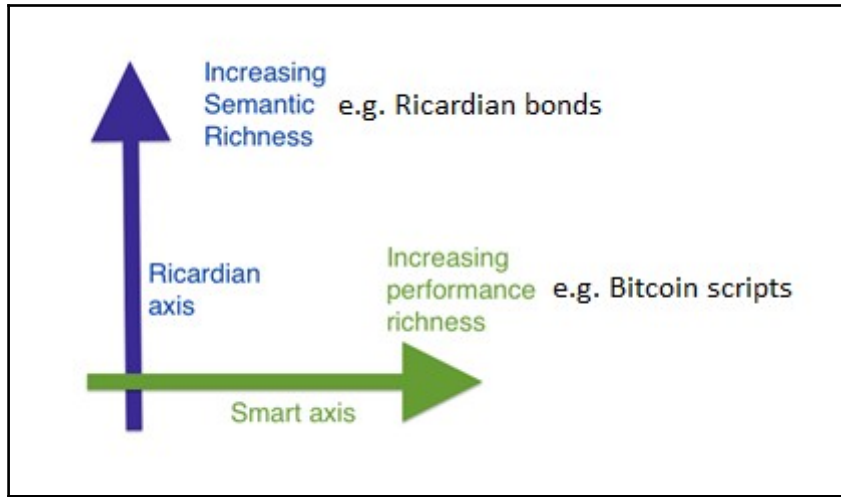 Increasing
Semantic
Richness
e.g. Ricardian bonds
Ricardian
axis
Increasing
performance
richness
e.g. Bitcoin scripts
Smart axis